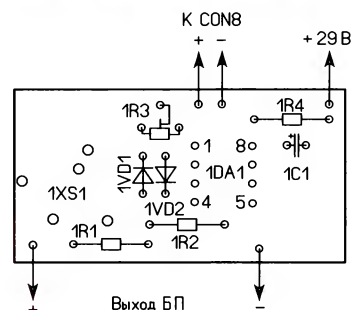 К CON8
+ − +29 В
1R3
1R4
1VD1
1 8
1DA1
1C1
1XS1
4 5
1VD2
1R1
1R2
+ Выход БП −